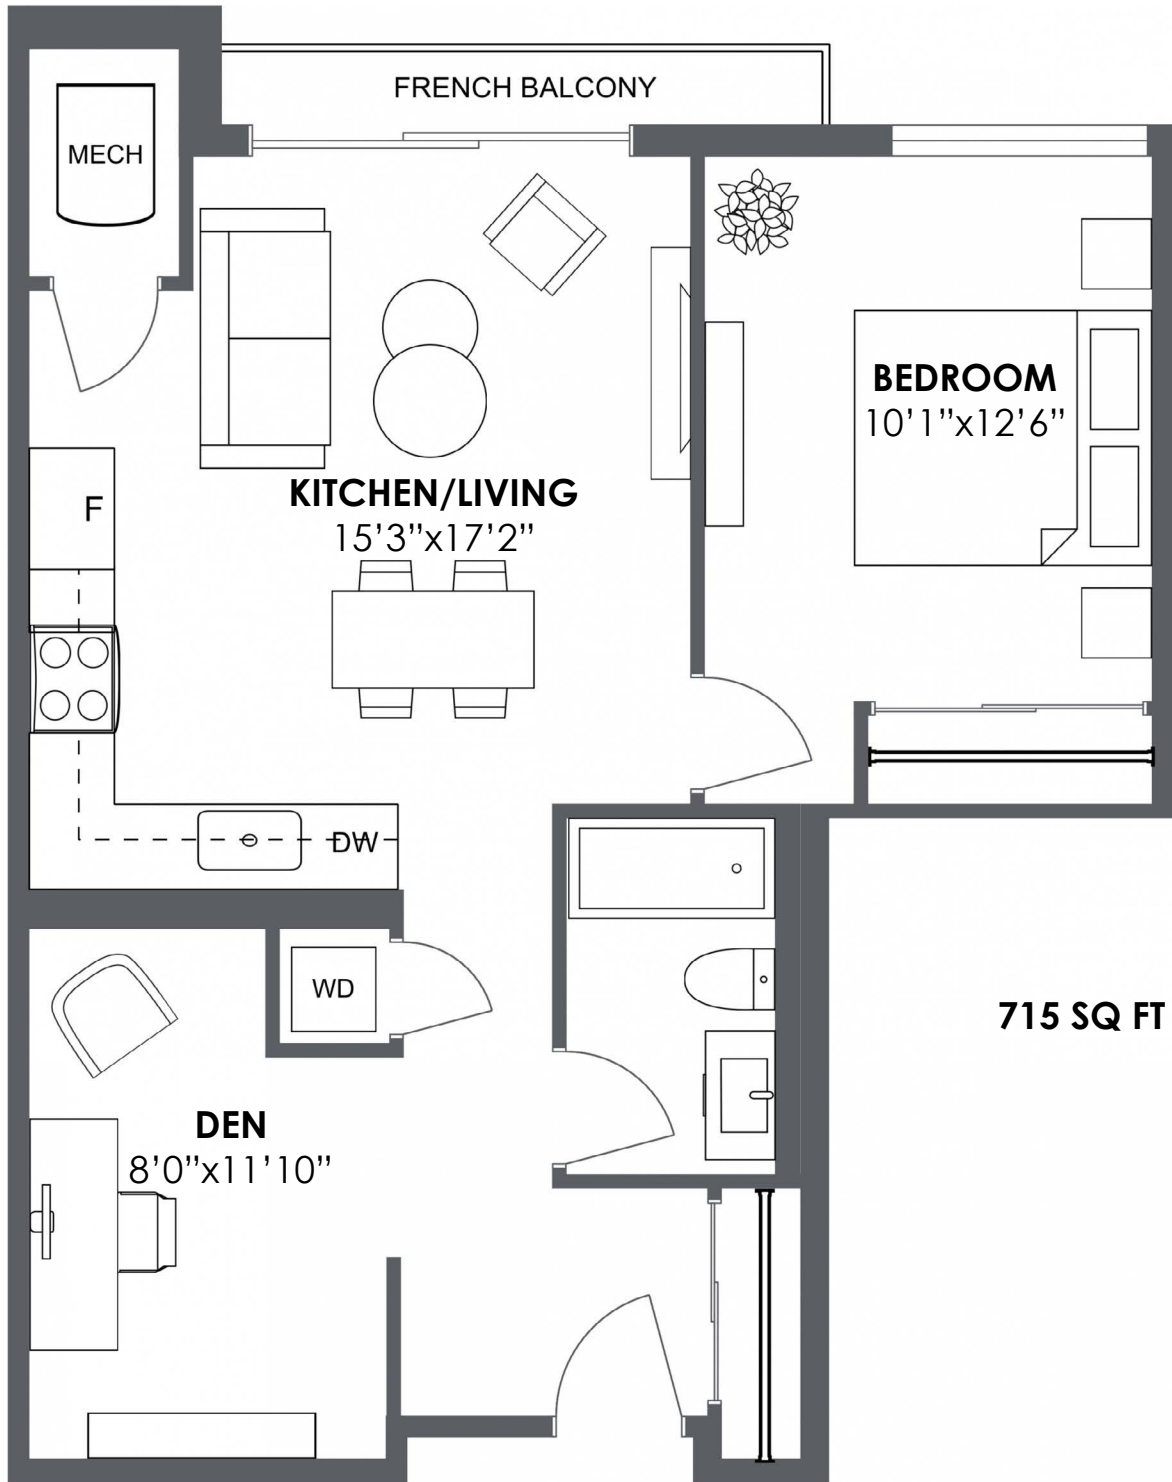 FRENCH BALCONY
MECH
BEDROOM
10’1”x12’6”
KITCHEN/LIVING
15’3”x17’2”
F
DW
WD
715 SQ FT
DEN
8’0”x11’10”